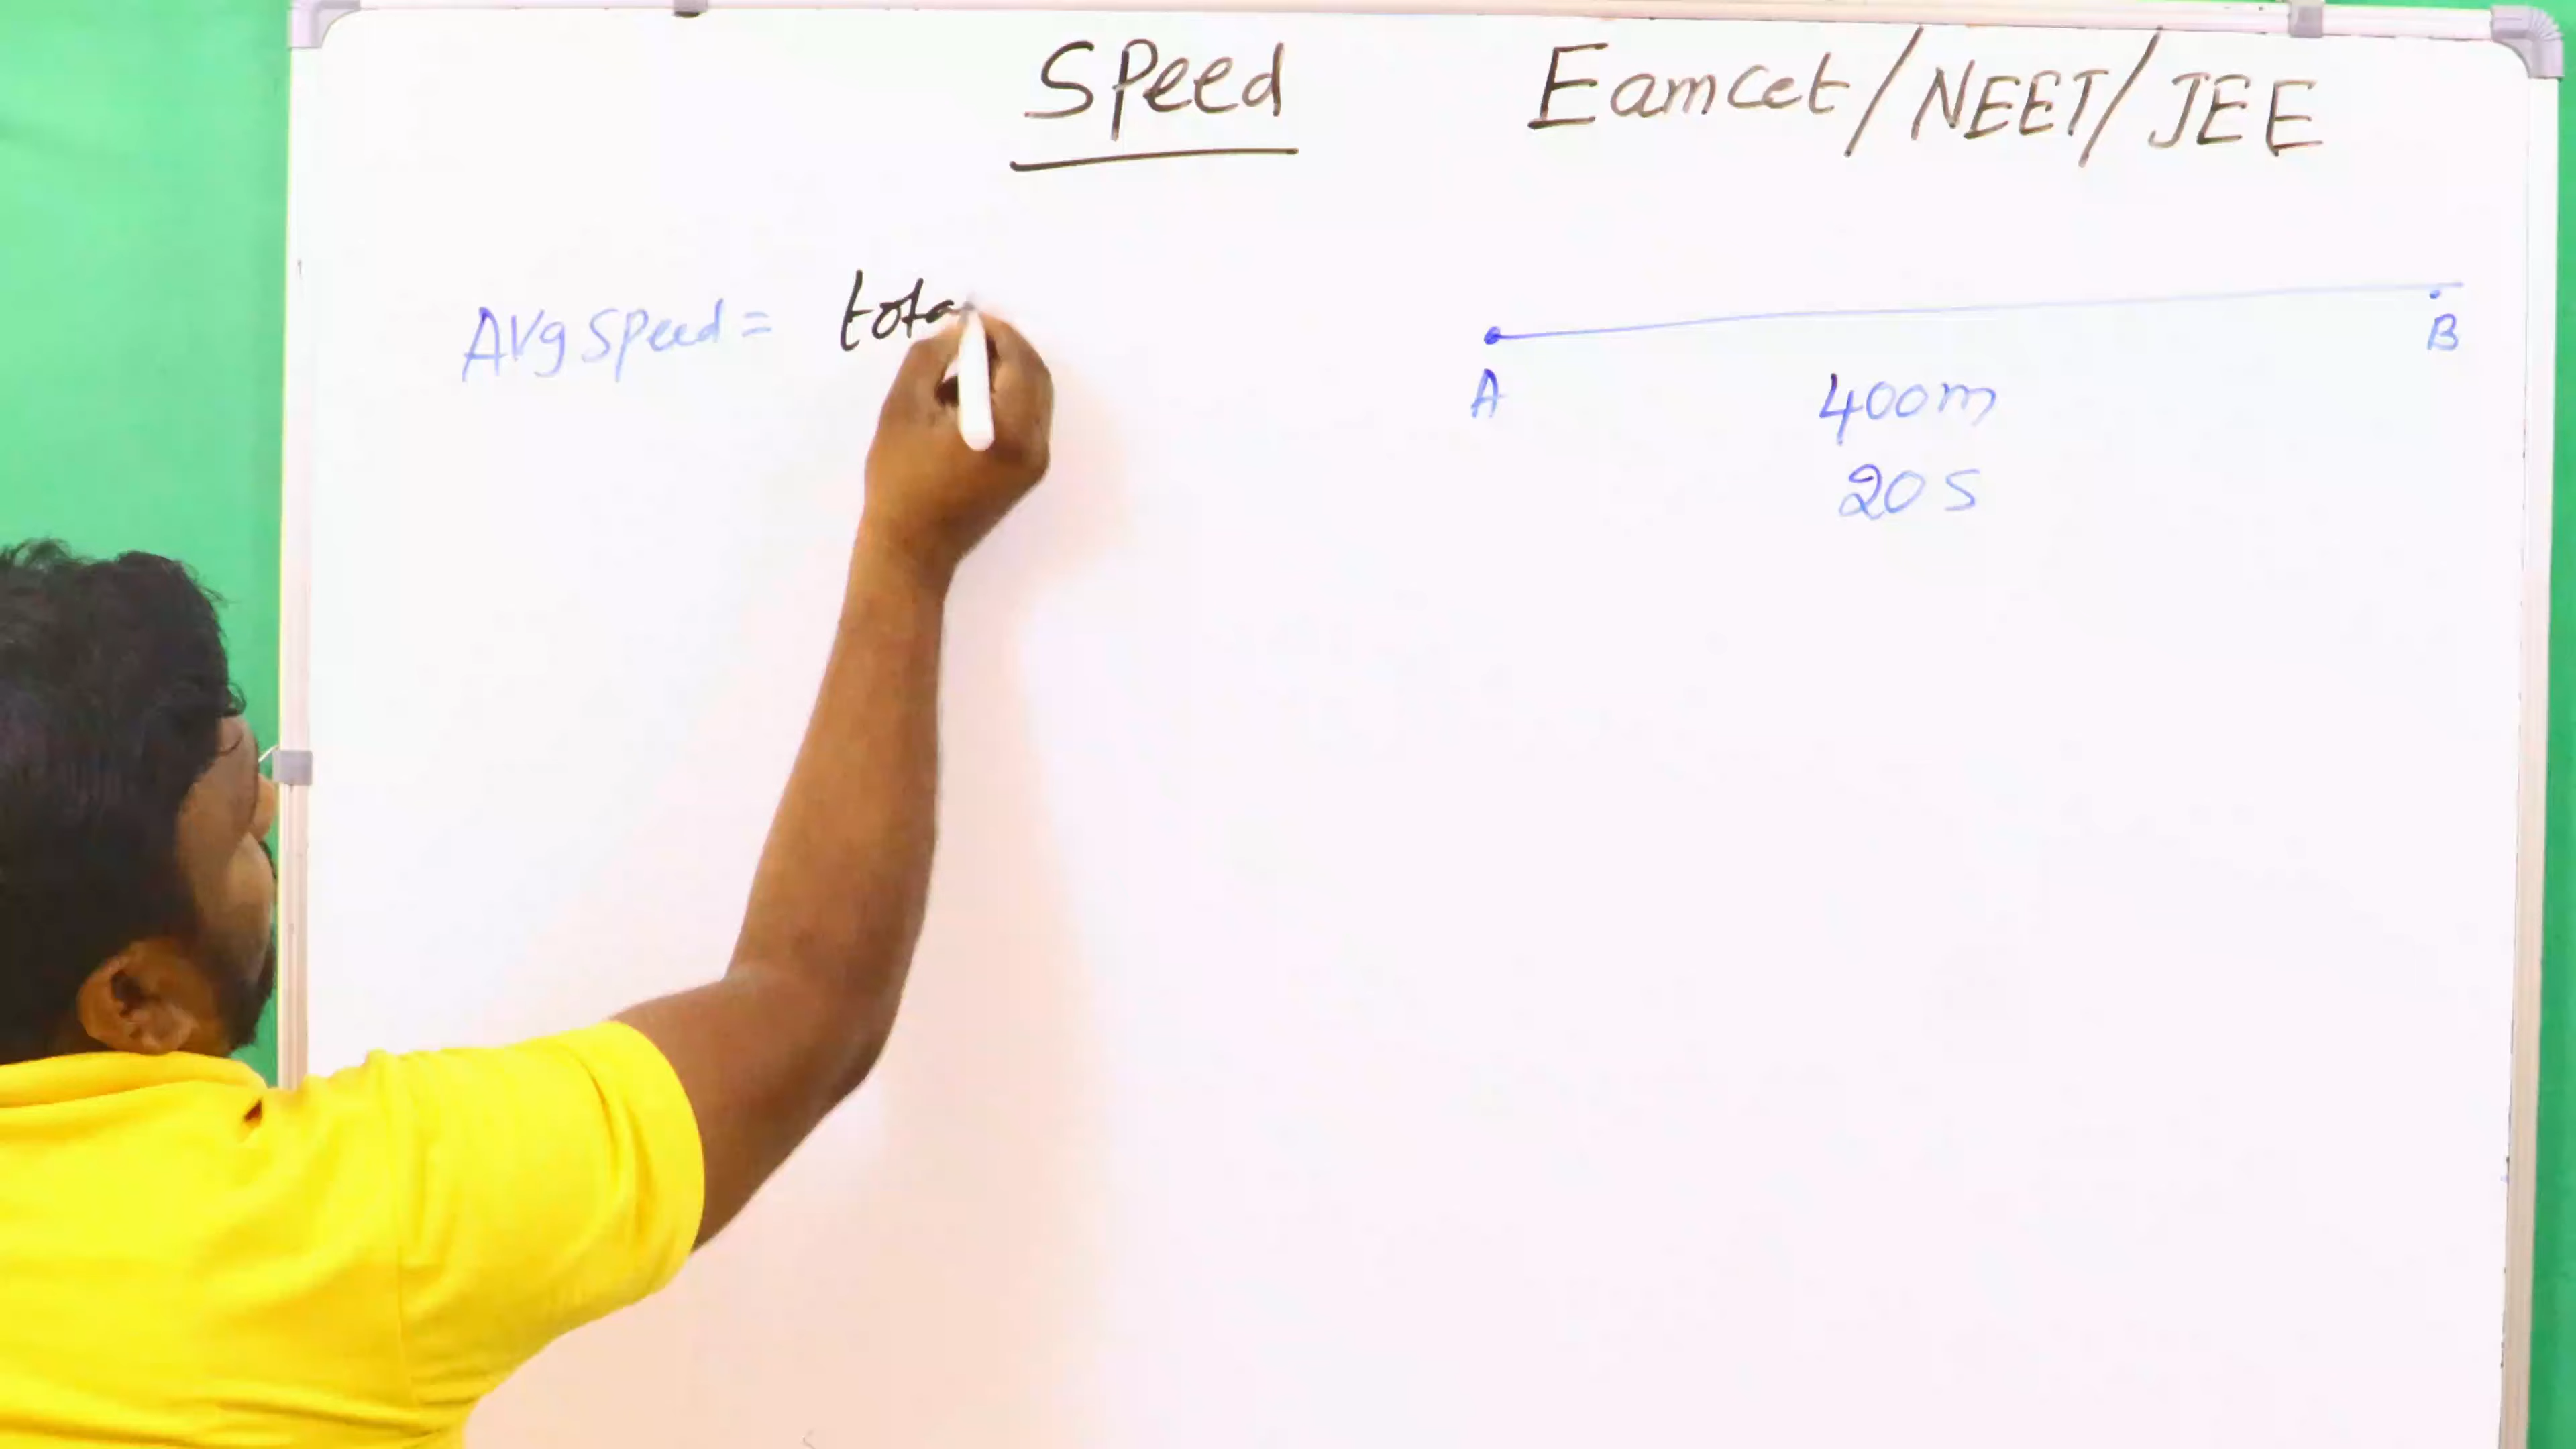 Speed
Eamcet/NEET/JEE
Avg Speed = tota
A
B
400m
20 S